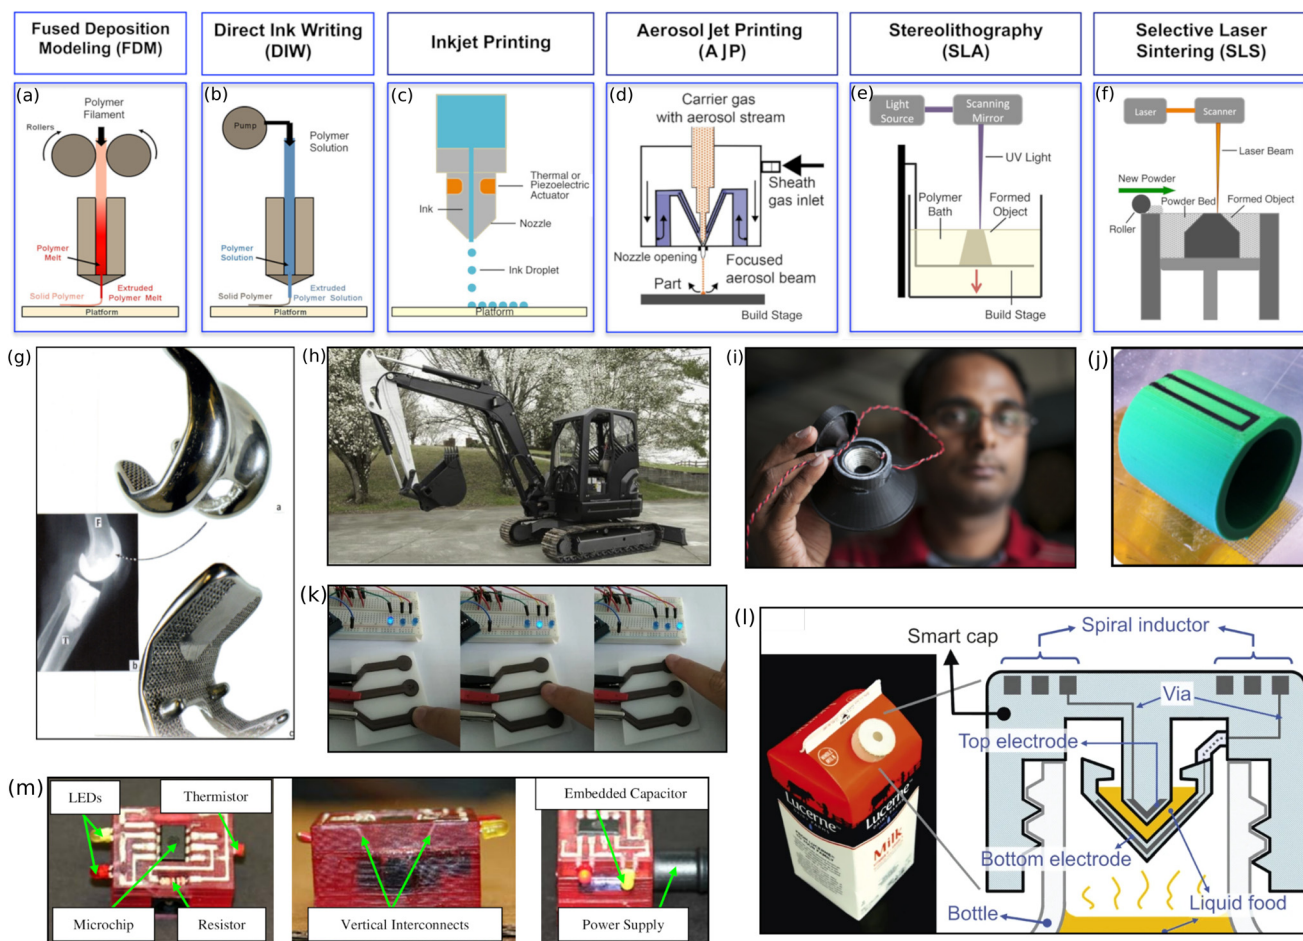 Fused Deposition
Modeling (FDM)
Direct Ink Writing
(DIW)
Inkjet Printing
Aerosol Jet Printing
(AJP)
Stereolithography
(SLA)
Selective Laser
Sintering (SLS)
(a)
Polymer
Filament
Rollers
Polymer
Melt
Solid Polymer
Extruded
Polymer Melt
Platform
(b)
Pump
Polymer
Solution
Polymer
Solution
Solid Polymer
Extruded
Polymer Solution
Platform
(c)
Thermal or
Piezoelectric
Actuator
Ink
Nozzle
Ink Droplet
Platform
(d)
Carrier gas
with aerosol stream
Sheath
gas inlet
Nozzle opening
Focused
aerosol beam
Part
Build Stage
(e)
Light
Source
Scanning
Mirror
UV Light
Polymer
Bath
Formed
Object
Build Stage
(f)
Laser
Scanner
Laser Beam
New Powder
Powder Bed
Formed Object
Roller
(g)
a
F
T
b
c
(h)
(i)
(j)
(k)
(l)
Smart cap
Spiral inductor
Via
Top electrode
Bottom electrode
Liquid food
Bottle
Lucerne
Lucerne
Milk
(m)
LEDs
Thermistor
Microchip
Resistor
Vertical Interconnects
Embedded Capacitor
Power Supply